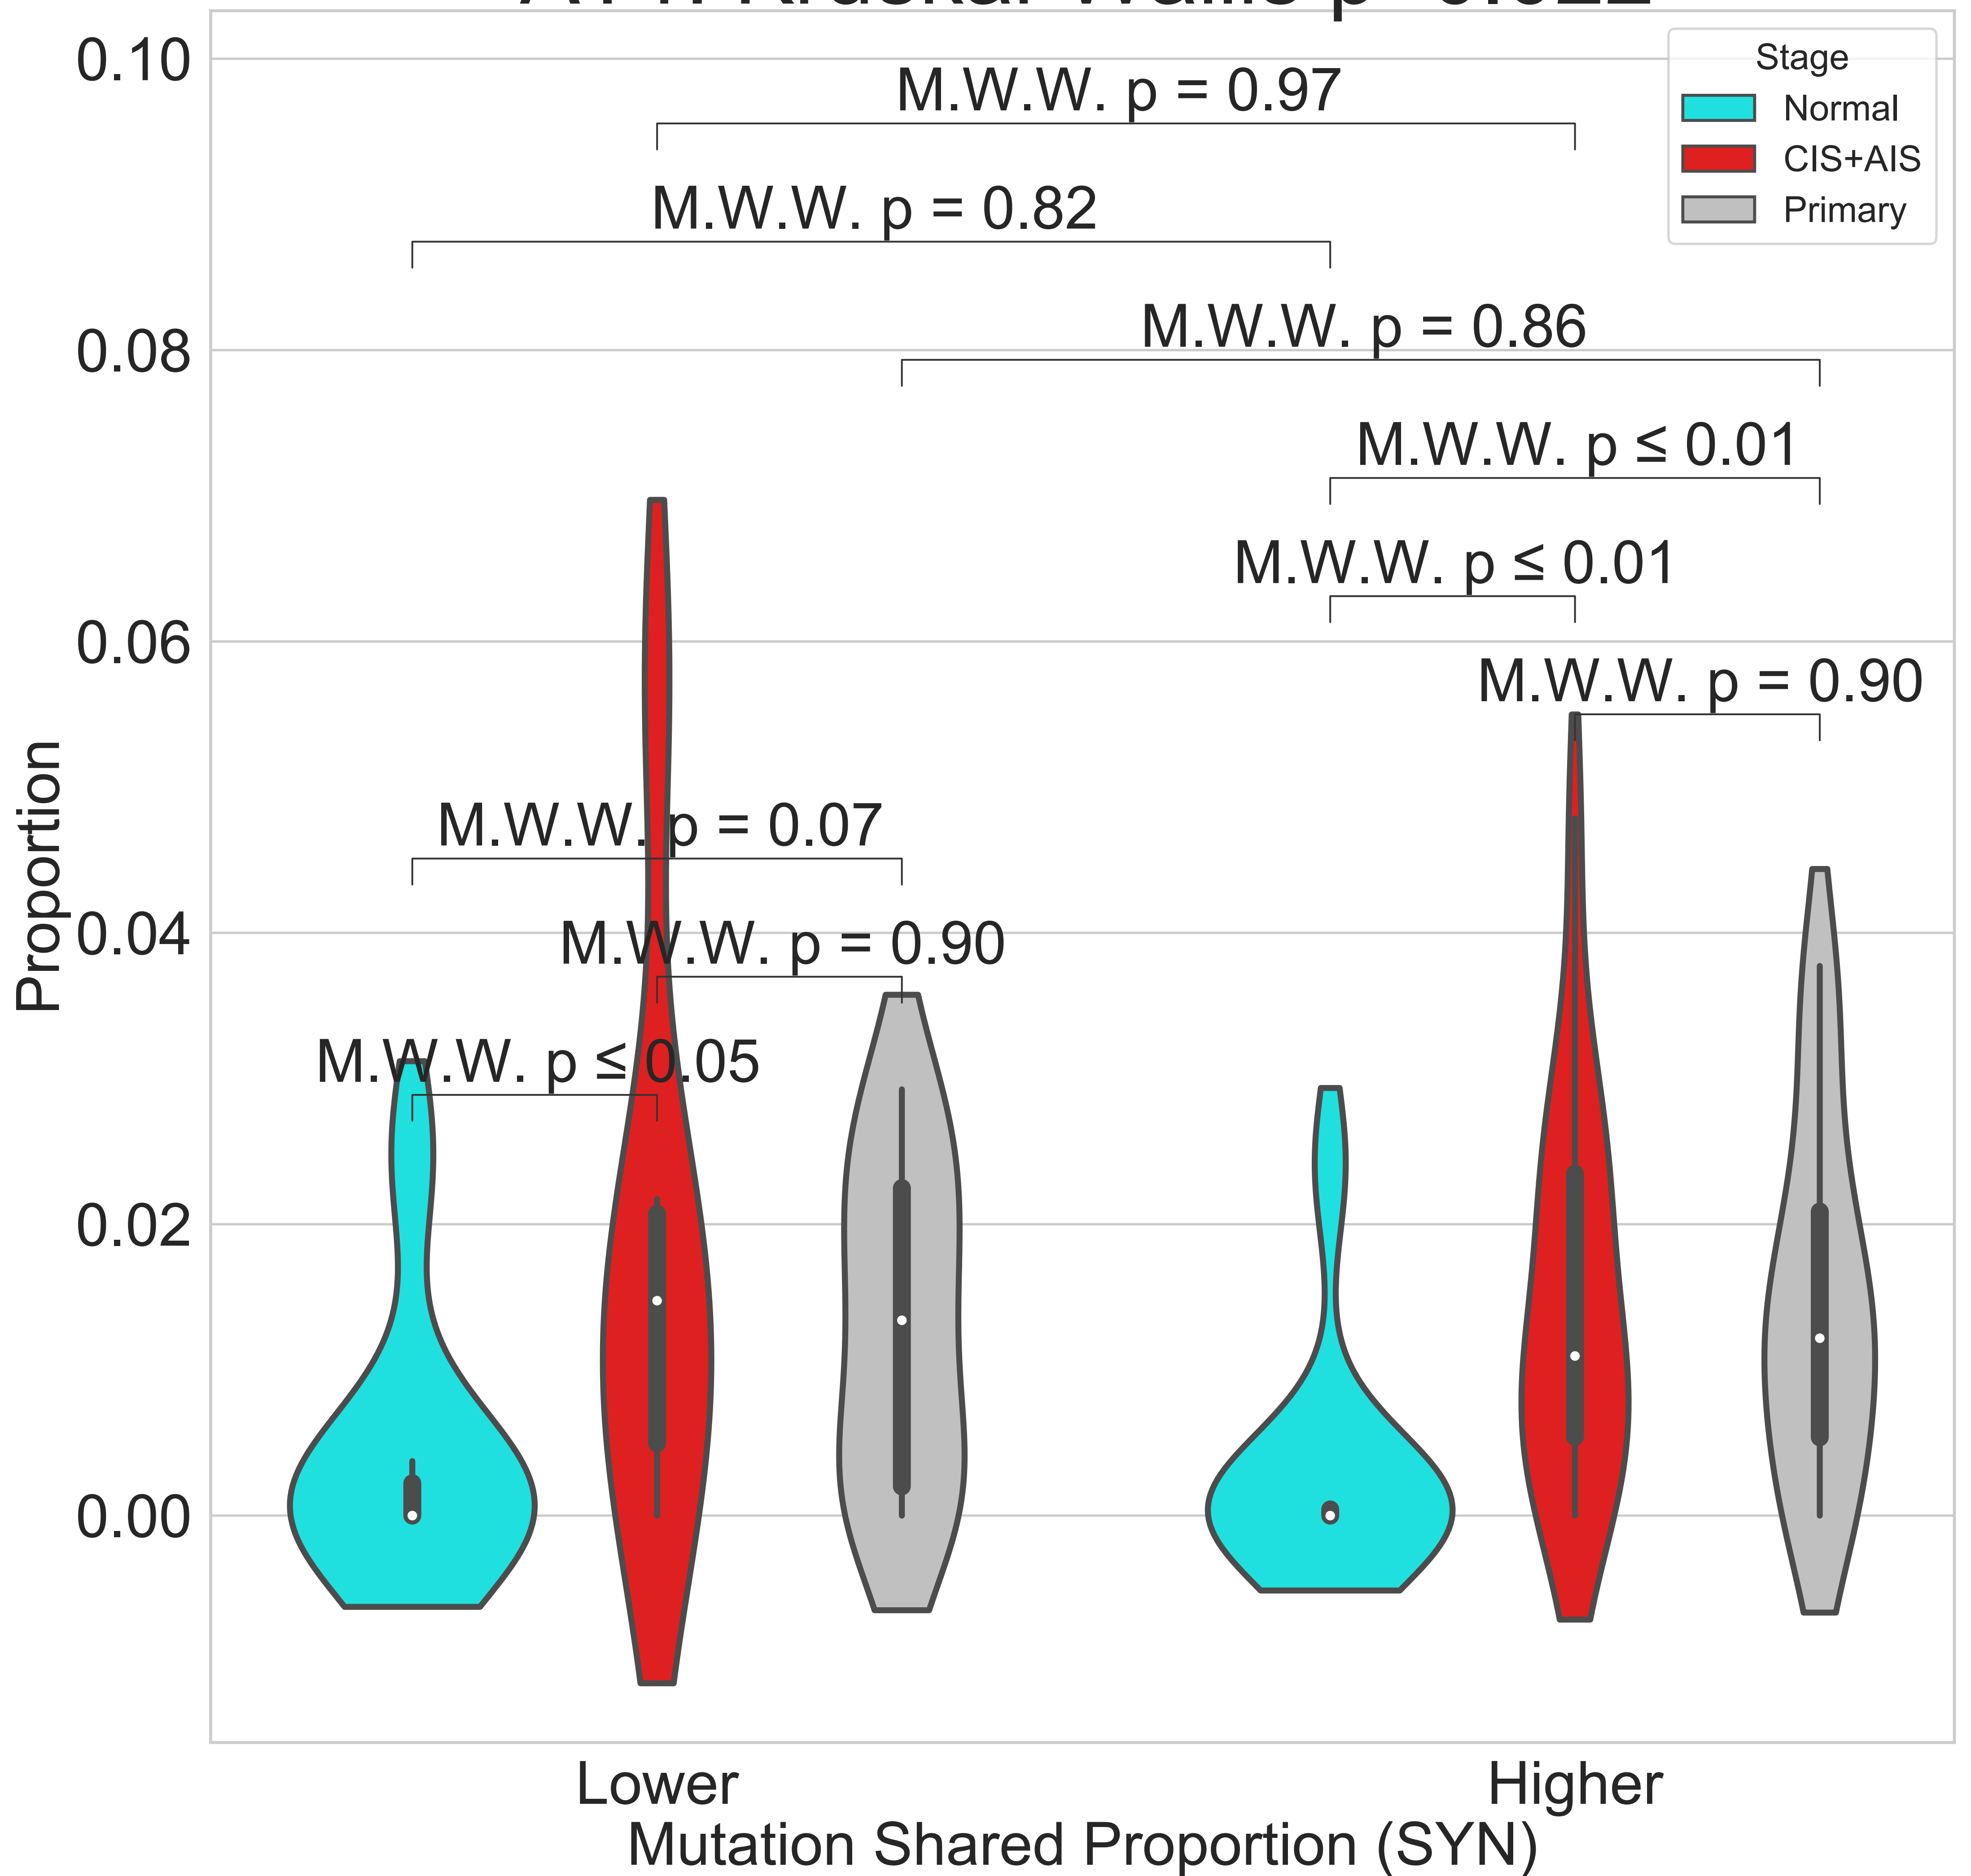 0.10
0.08
0.06
0.04
0.02
0.00
Proportion
Stage
Normal
CIS+AIS
Primary
M.W.W. p = 0.97
M.W.W. p = 0.82
M.W.W. p = 0.86
M.W.W. p ≤ 0.01
M.W.W. p ≤ 0.01
M.W.W. p = 0.90
M.W.W. p = 0.07
M.W.W. p = 0.90
M.W.W. p ≤ 0.05
Lower
Higher
Mutation Shared Proportion (SYN)